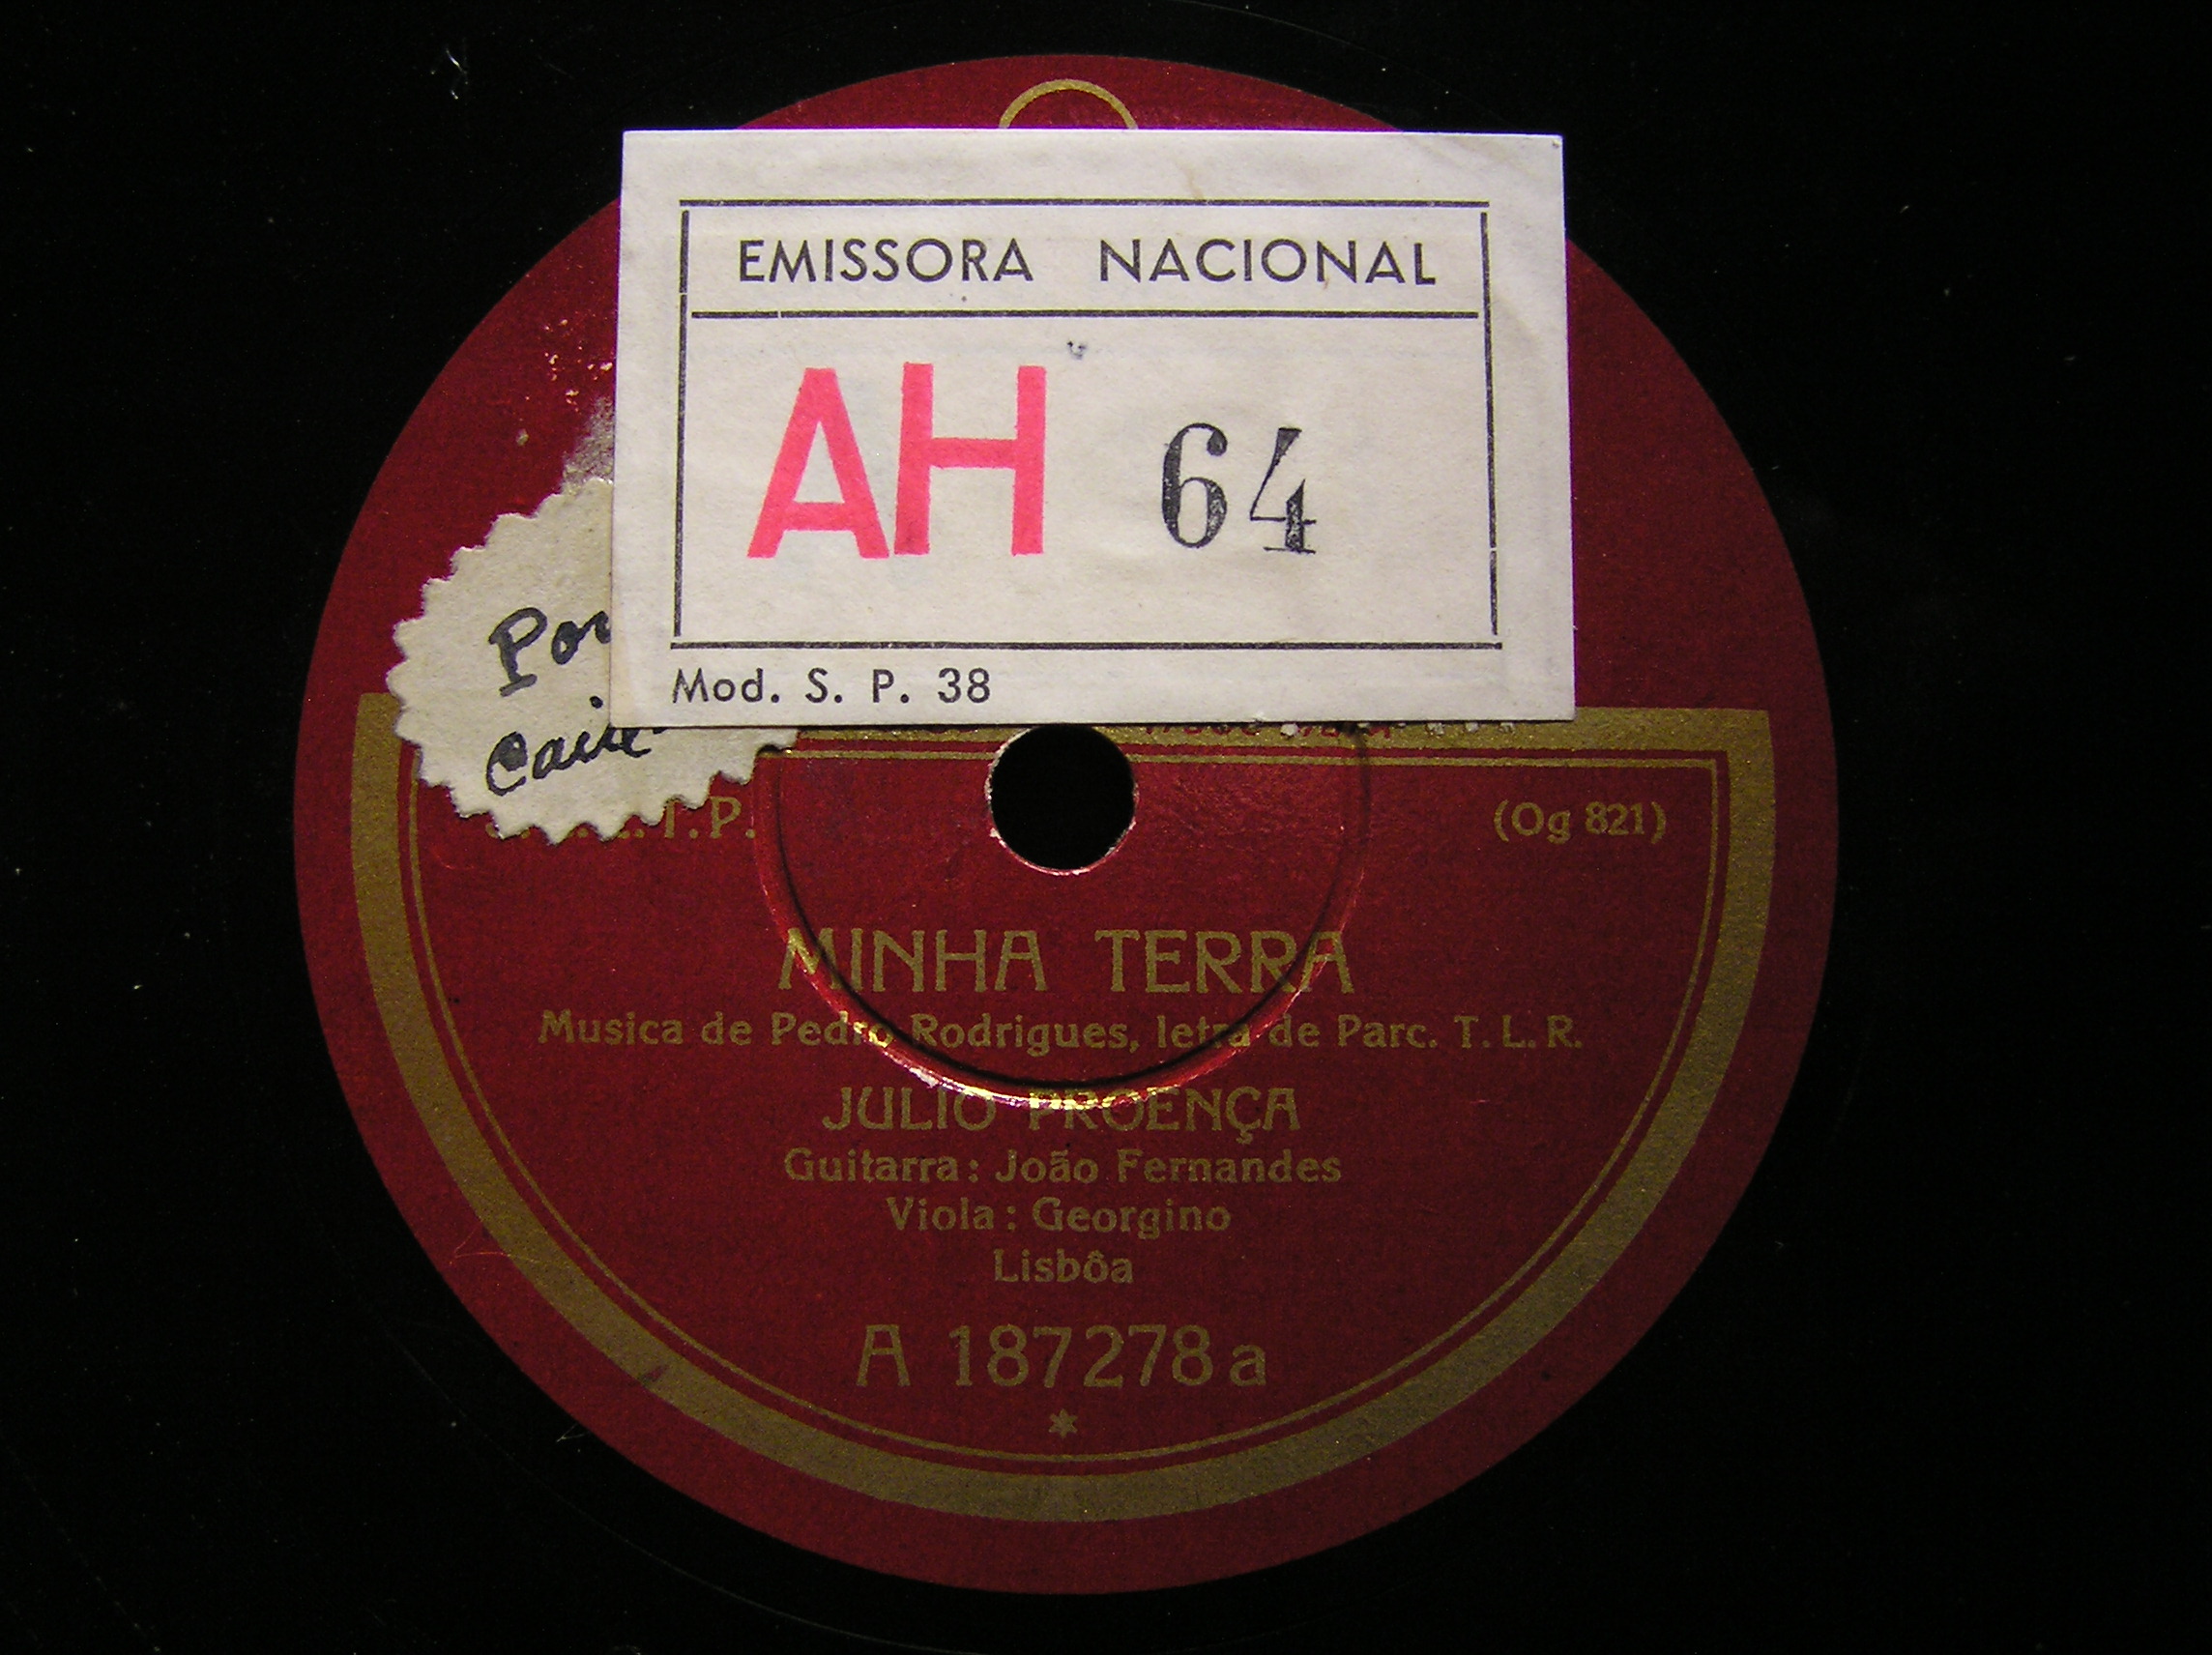 EMISSORA NACIONAL
AH 64
Mod. S. P. 38
(Og 821)
MINHA TERRA
Musica de Pedro Rodrigues, letra de Parc. T. L. R.
JULIO PROENÇA
Guitarra: João Fernandes
Viola: Georgino
Lisbôa
A 187278 a